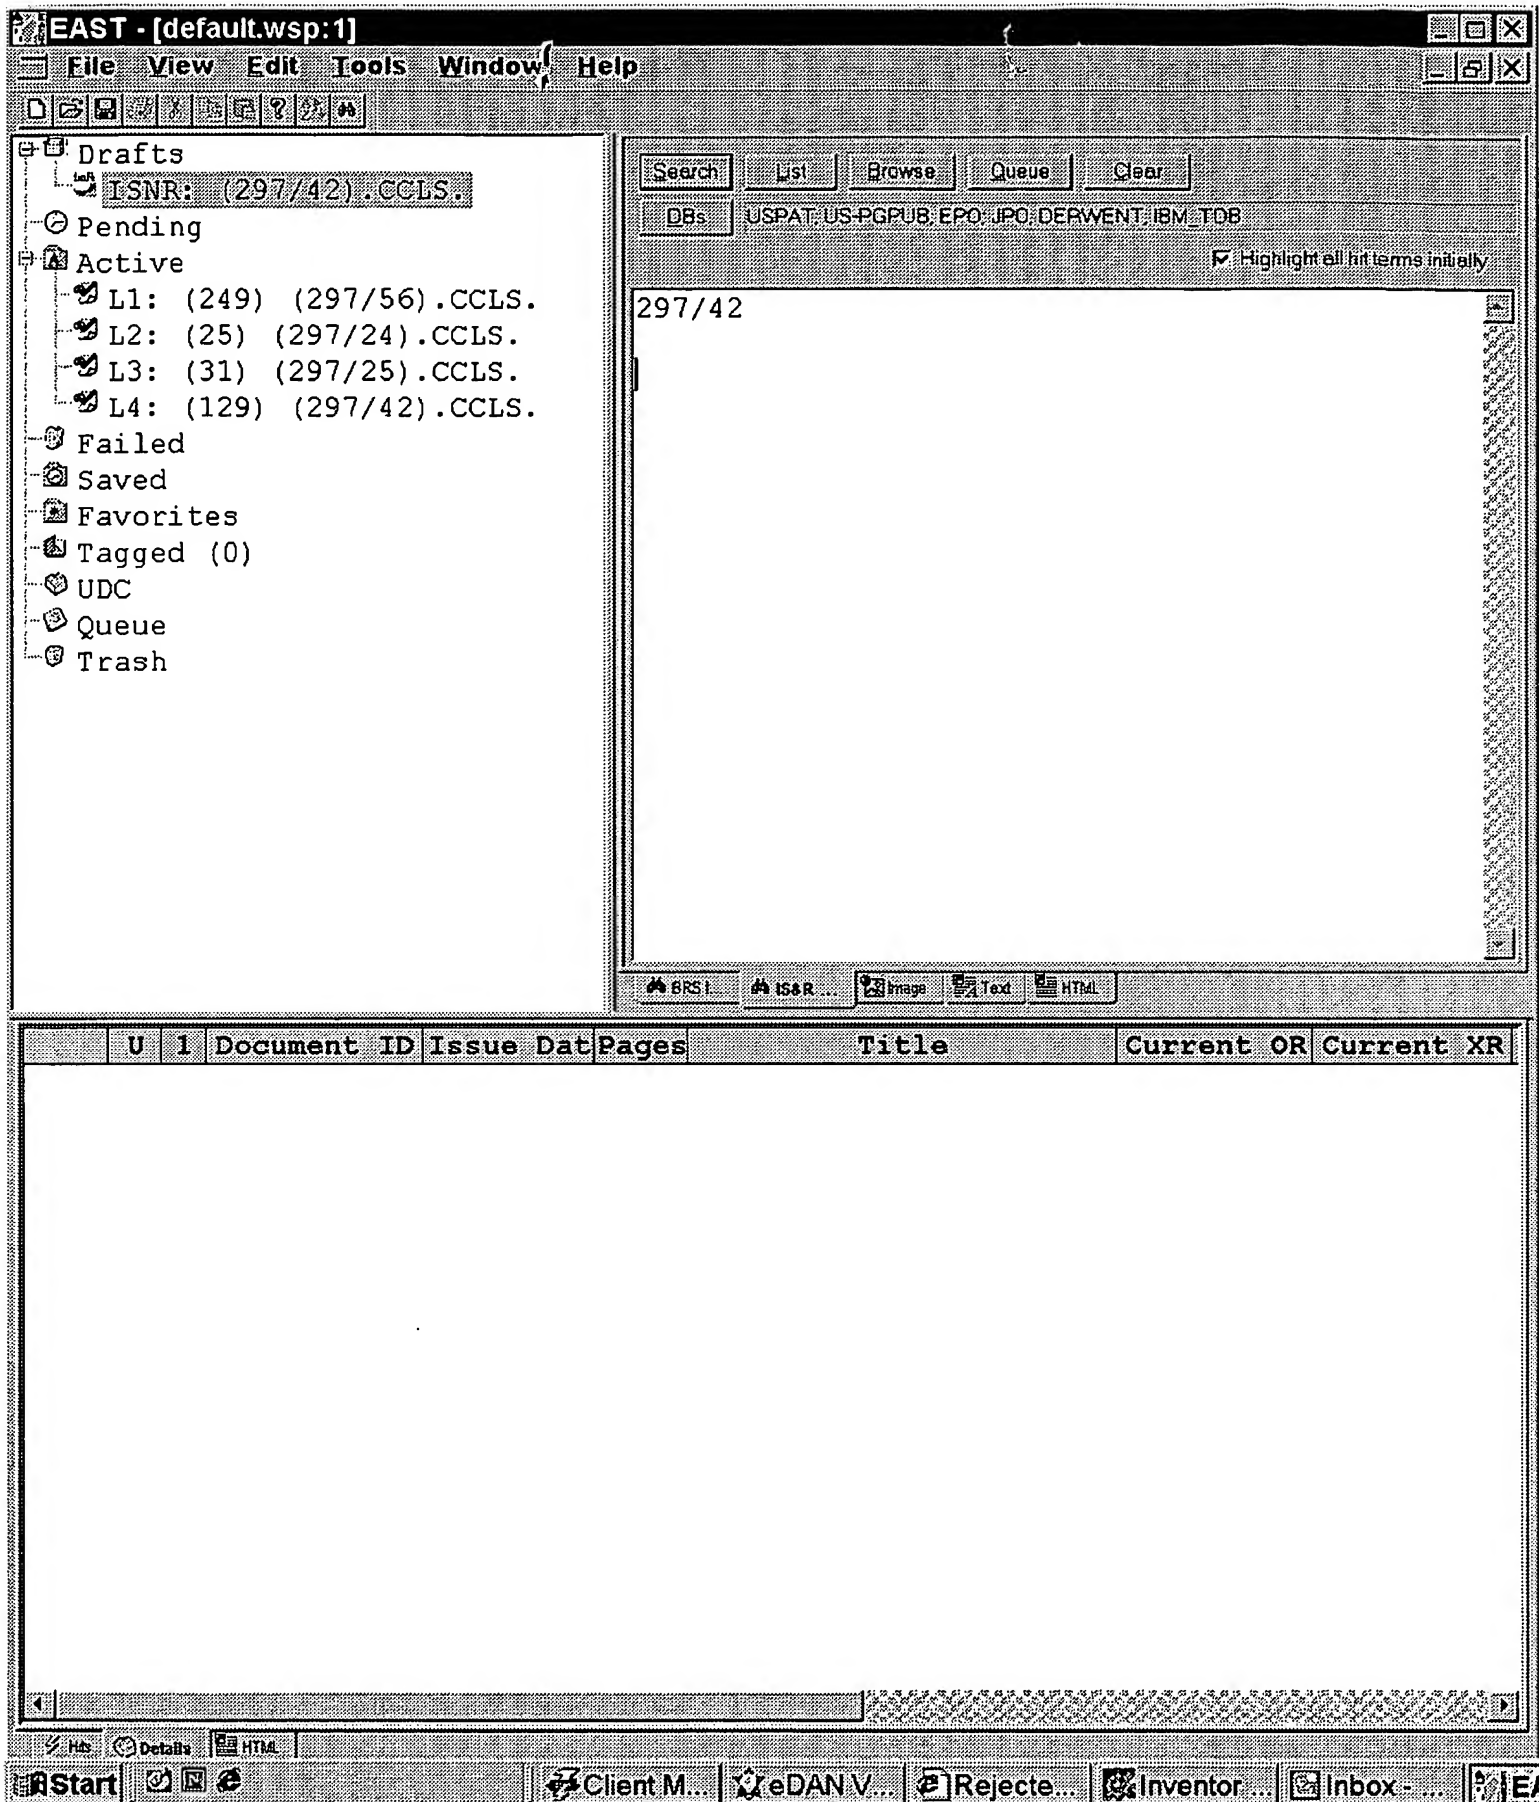 EAST - [default.wsp:1]
File View Edit Tools Window Help
Drafts
ISNR: (297/42).CCLS.
Pending
Active
L1: (249) (297/56).CCLS.
L2: (25) (297/24).CCLS.
L3: (31) (297/25).CCLS.
L4: (129) (297/42).CCLS.
Failed
Saved
Favorites
Tagged (0)
UDC
Queue
Trash
Search List Browse Queue Clear
DBs USPAT; US-PGPUB; EPO; JPO; DERWENT; IBM_TDB
Highlight all hit terms initially
297/42
BRS I... IS&R ... Image Text HTML
U 1 Document ID Issue Dat Pages Title Current OR Current XR
Hits Details HTML
Start Client M... eDAN V... Rejecte... Inventor ... Inbox - ... EA